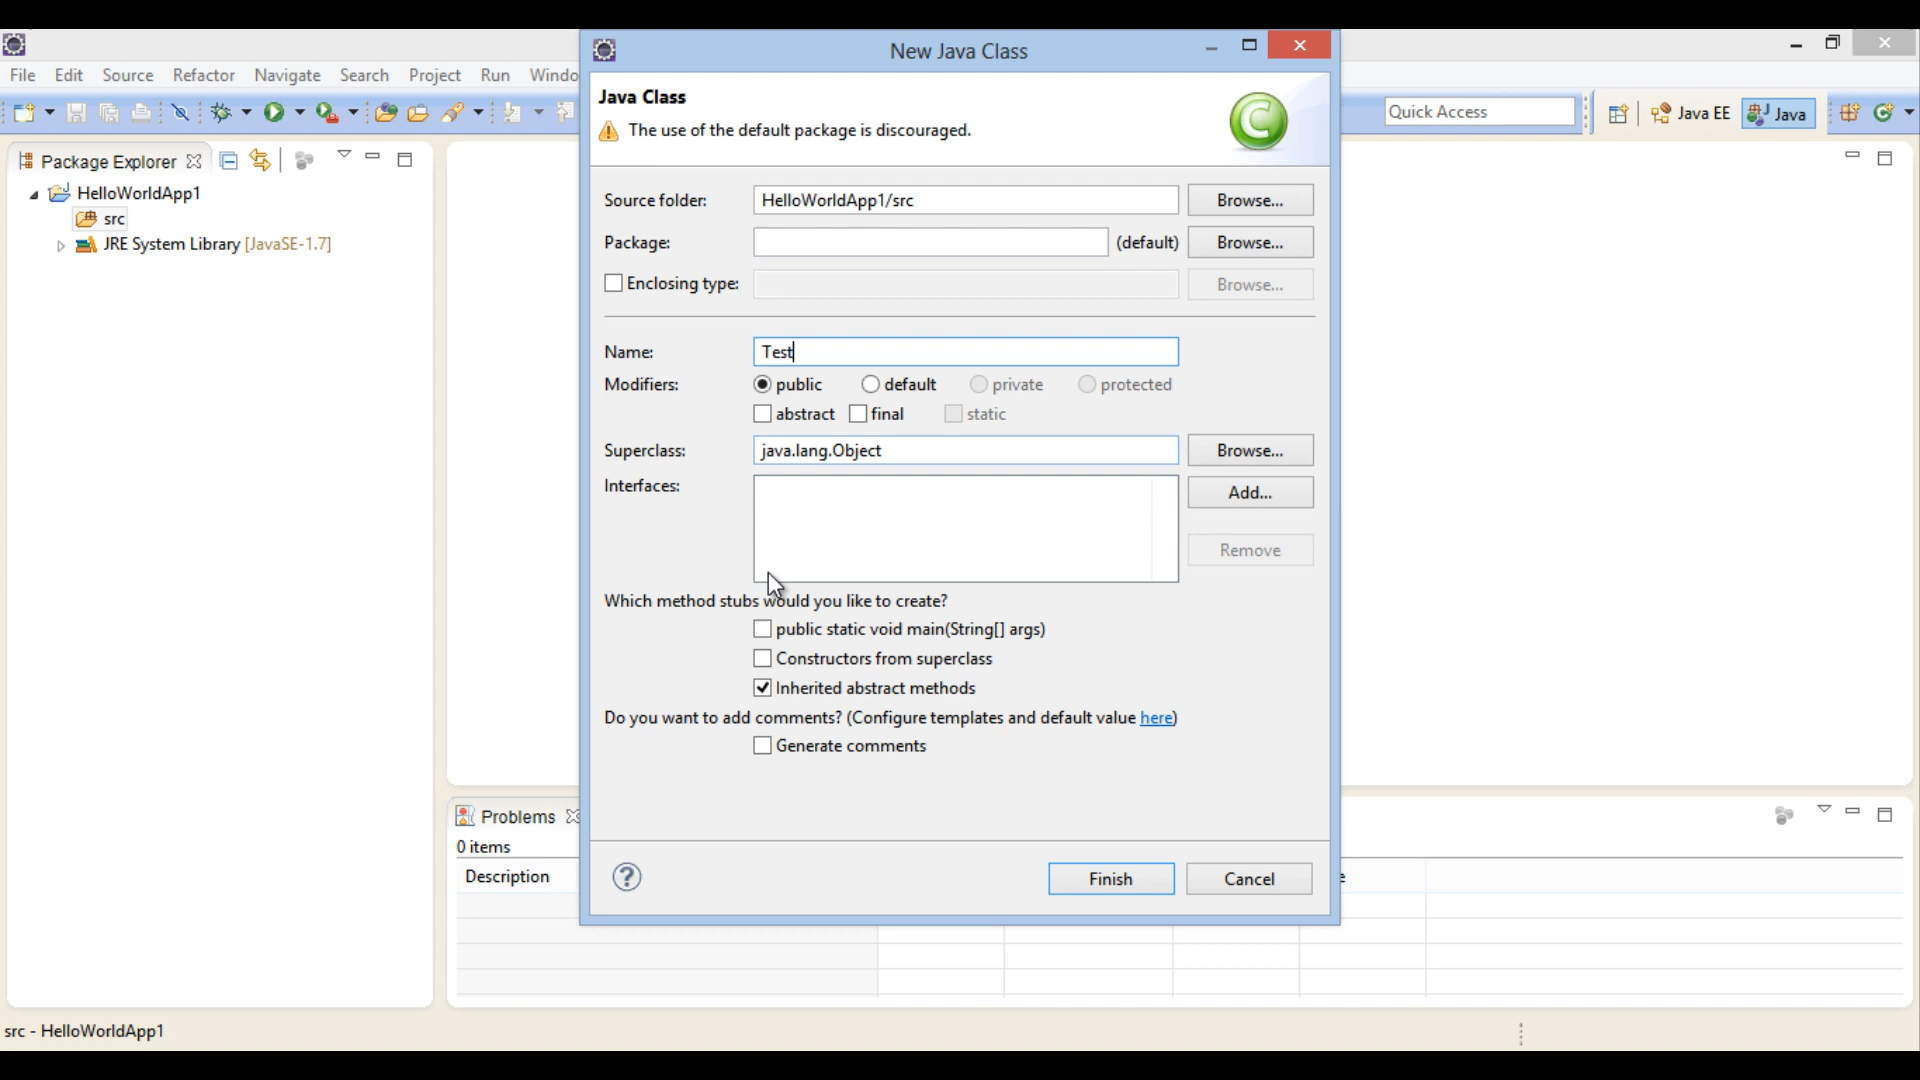 New Java Class
File Edit Source Refactor Navigate Search Project Run Windo
Quick Access Java EE Java
Package Explorer
HelloWorldApp1
src
JRE System Library [JavaSE-1.7]
Java Class
The use of the default package is discouraged.
Source folder: HelloWorldApp1/src Browse...
Package: (default) Browse...
Enclosing type: Browse...
Name: Test
Modifiers: public default private protected
abstract final static
Superclass: java.lang.Object Browse...
Interfaces: Add...
Remove
Which method stubs would you like to create?
public static void main(String[] args)
Constructors from superclass
Inherited abstract methods
Do you want to add comments? (Configure templates and default value here)
Generate comments
Finish Cancel
Problems
0 items
Description
src - HelloWorldApp1